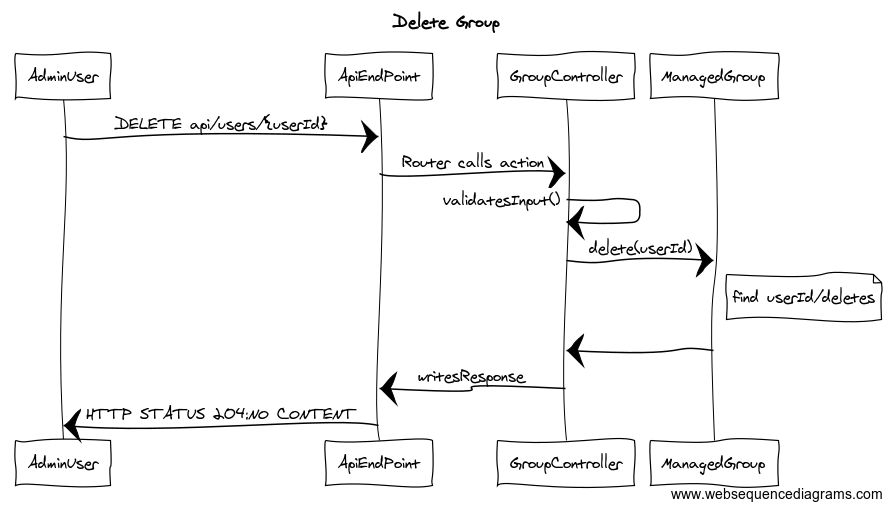 Delete Group
AdminUser
ApiEndPoint
GroupController
ManagedGroup
DELETE api/users/{userId}
Router calls action
validatesInput()
delete(userId)
find userId/deletes
writesResponse
HTTP STATUS 204:NO CONTENT
AdminUser
ApiEndPoint
GroupController
ManagedGroup
www.websequencediagrams.com